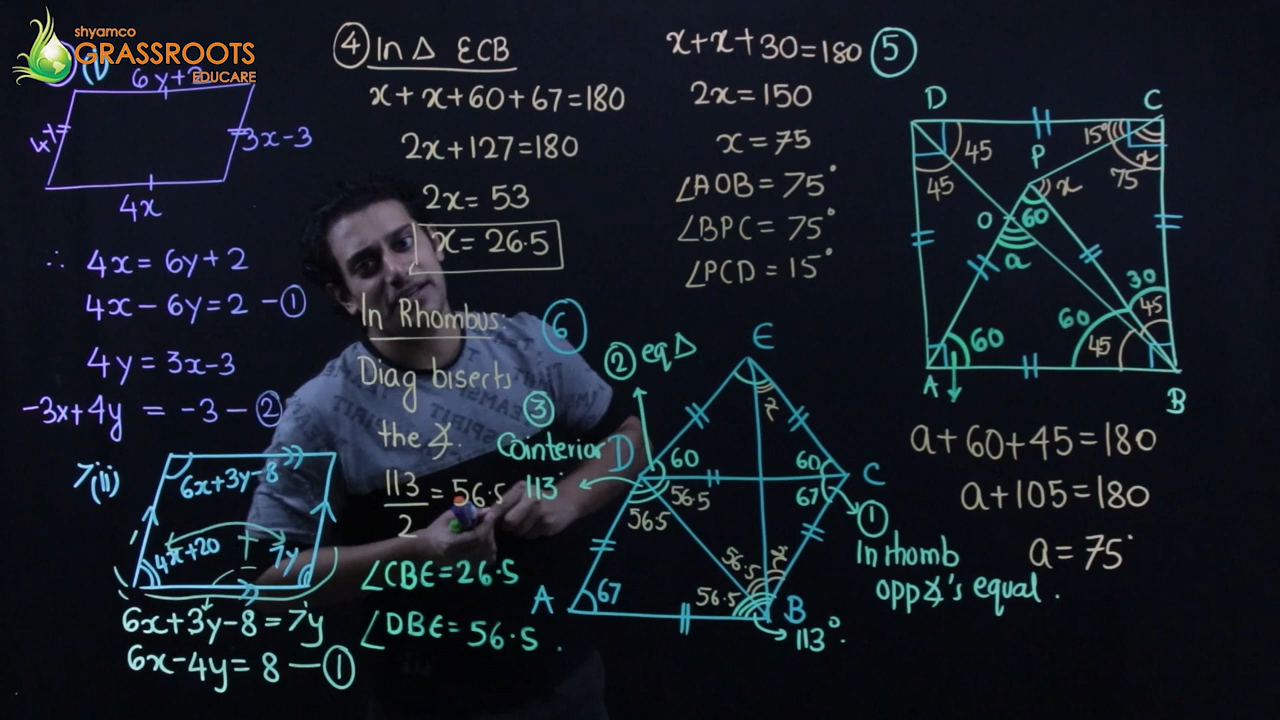 shyamco
GRASSROOTS
EDUCARE
(i)
6y+2
4y
3x-3
4x
∴ 4x = 6y + 2
4x - 6y = 2 - ①
4y = 3x-3
-3x+4y = -3 - ②
7(ii)
6x+3y-8
4x+20
7y
6x+3y-8 = 7y
6x-4y = 8 - ①
④ In Δ ECB
x + x + 60 + 67 = 180
2x + 127 = 180
2x = 53
x = 26.5
In Rhombus:
Diag bisects
the ∡.
113/2 = 56.5
∠CBE = 26.5
∠DBE = 56.5.
x + x + 30 = 180 ⑤
2x = 150
x = 75
∠AOB = 75°
∠BPC = 75°
∠PCD = 15°
⑥
② eq Δ
③
Cointerior
113°
E
x
D
60
60
C
56.5
67
56.5
①
In rhomb
opp ∡'s equal.
56.5
x
A
67
56.5
B
113°.
D
C
45
15°
P
x
45
x
75
O
60
a
30
45
60
60
45
A
B
a + 60 + 45 = 180
a + 105 = 180
a = 75°